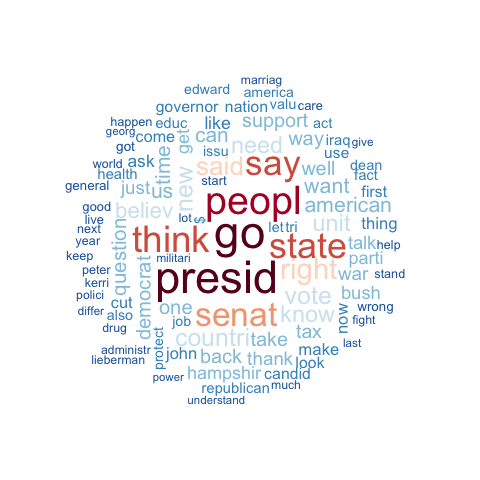 marriag
edward america
governor nation valu care
happen educ like support act
georg come can way iraq give
got issu need use
world ask time get said say well dean
health new start want fact
general just us peopl american first
good believ lot $ unit thing
live
next think go lettri talk help
year question state parti
keep militari war stand
peter democrat presid right
kerri
polici cut one senat vote bush wrong
differ also job know now fight
drug countri take tax
administr protect john back thank make last
lieberman hampshir candid look
power republican much
understand